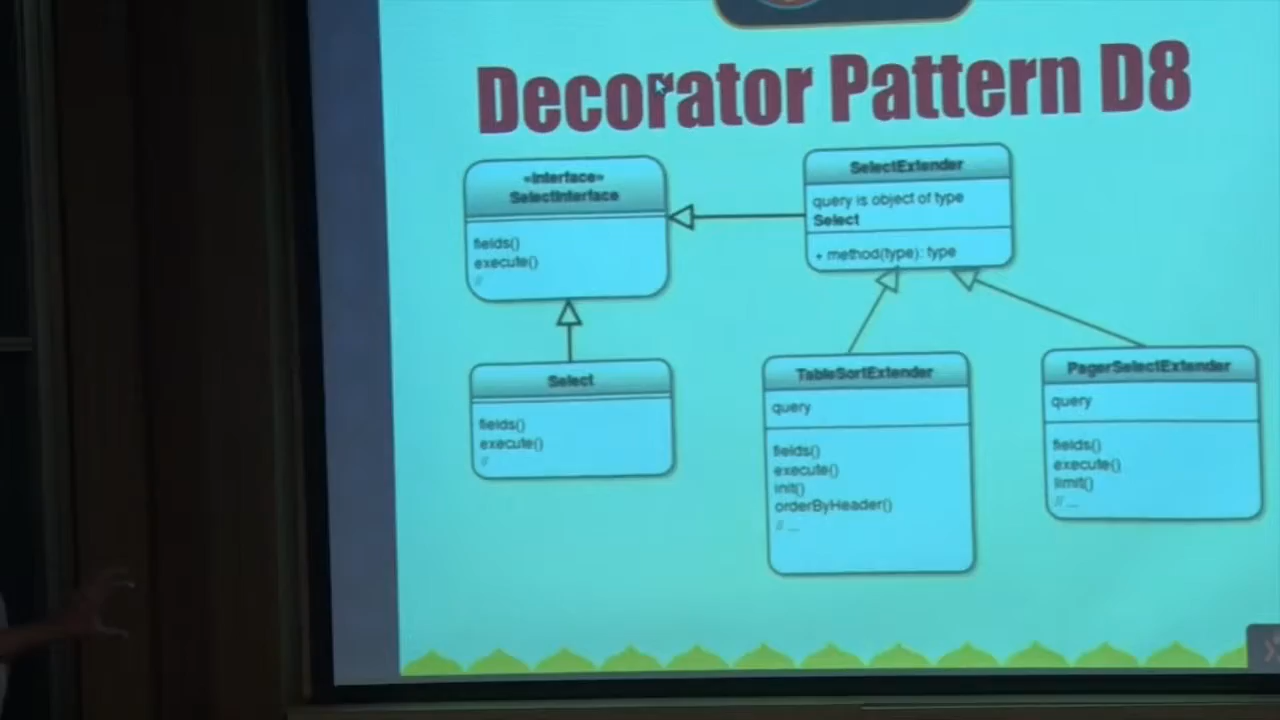 Decorator Pattern D8
«Interface»
SelectInterface
fields()
execute()
//
SelectExtender
query is object of type
Select
+ method(type): type
Select
fields()
execute()
//
TableSortExtender
query
fields()
execute()
init()
orderByHeader()
// ...
PagerSelectExtender
query
fields()
execute()
limit()
// ...